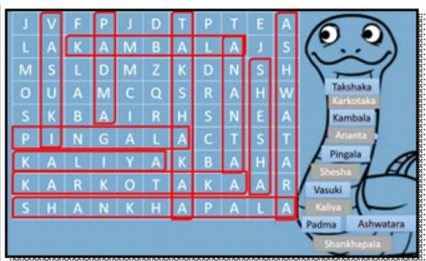 J V F P J D T P T E A
L A K A M B A L A J S
M S L D M Z K D N S H
O U A M C Q S R A H W
S K B A I R H S N E A
P I N G A L A C T S T
K A L I Y A K B A H A
K A R K O T A K A A R
S H A N K H A P A L A
Takshaka
Karkotaka
Kambala
Ananta
Pingala
Shesha
Vasuki
Kaliya
Padma Ashwatara
Shankhapala